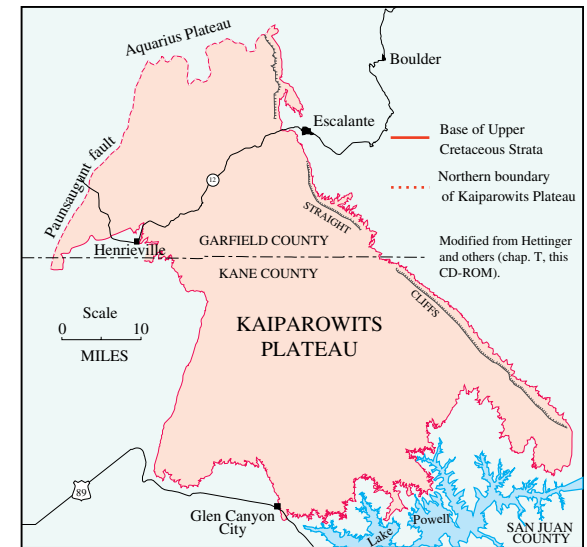 Aquarius Plateau
Boulder
Escalante
Base of Upper
Cretaceous Strata
Paunsaugunt fault
12
Northern boundary
of Kaiparowits Plateau
STRAIGHT
GARFIELD COUNTY
Henrieville
Modified from Hettinger
and others (chap. T, this
CD-ROM).
KANE COUNTY
CLIFFS
Scale
0 10
MILES
KAIPAROWITS
PLATEAU
89
Glen Canyon
City
Lake Powell
SAN JUAN
COUNTY